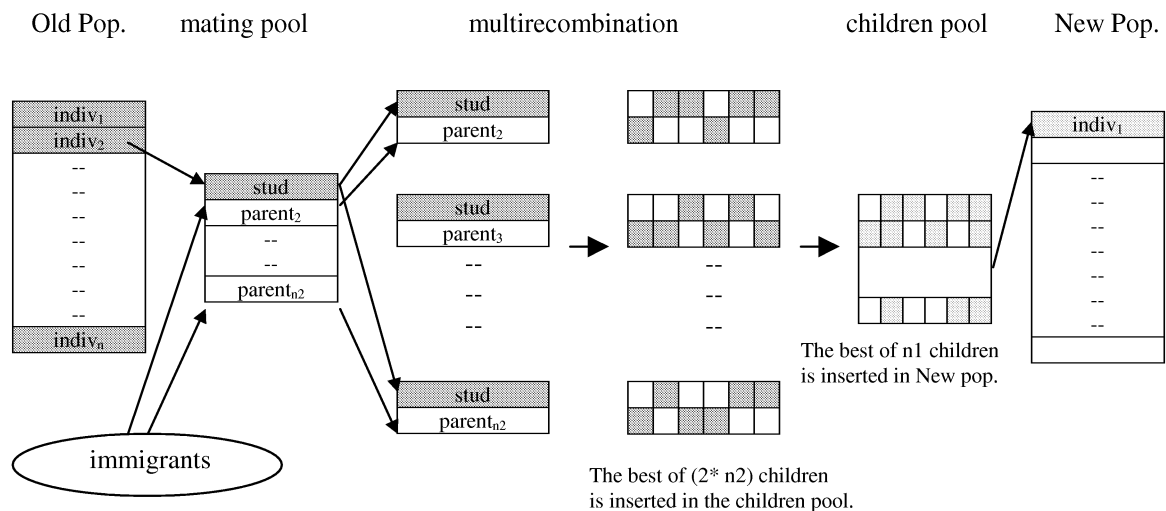 Old Pop. mating pool multirecombination children pool New Pop.
indiv₁
indiv₂
--
--
--
--
--
--
--
indivₙ
immigrants
stud
parent₂
--
--
parentₙ₂
stud
parent₂
stud
parent₃
--
--
--
stud
parentₙ₂
--
--
--
The best of (2* n2) children
is inserted in the children pool.
The best of n1 children
is inserted in New pop.
indiv₁
--
--
--
--
--
--
--